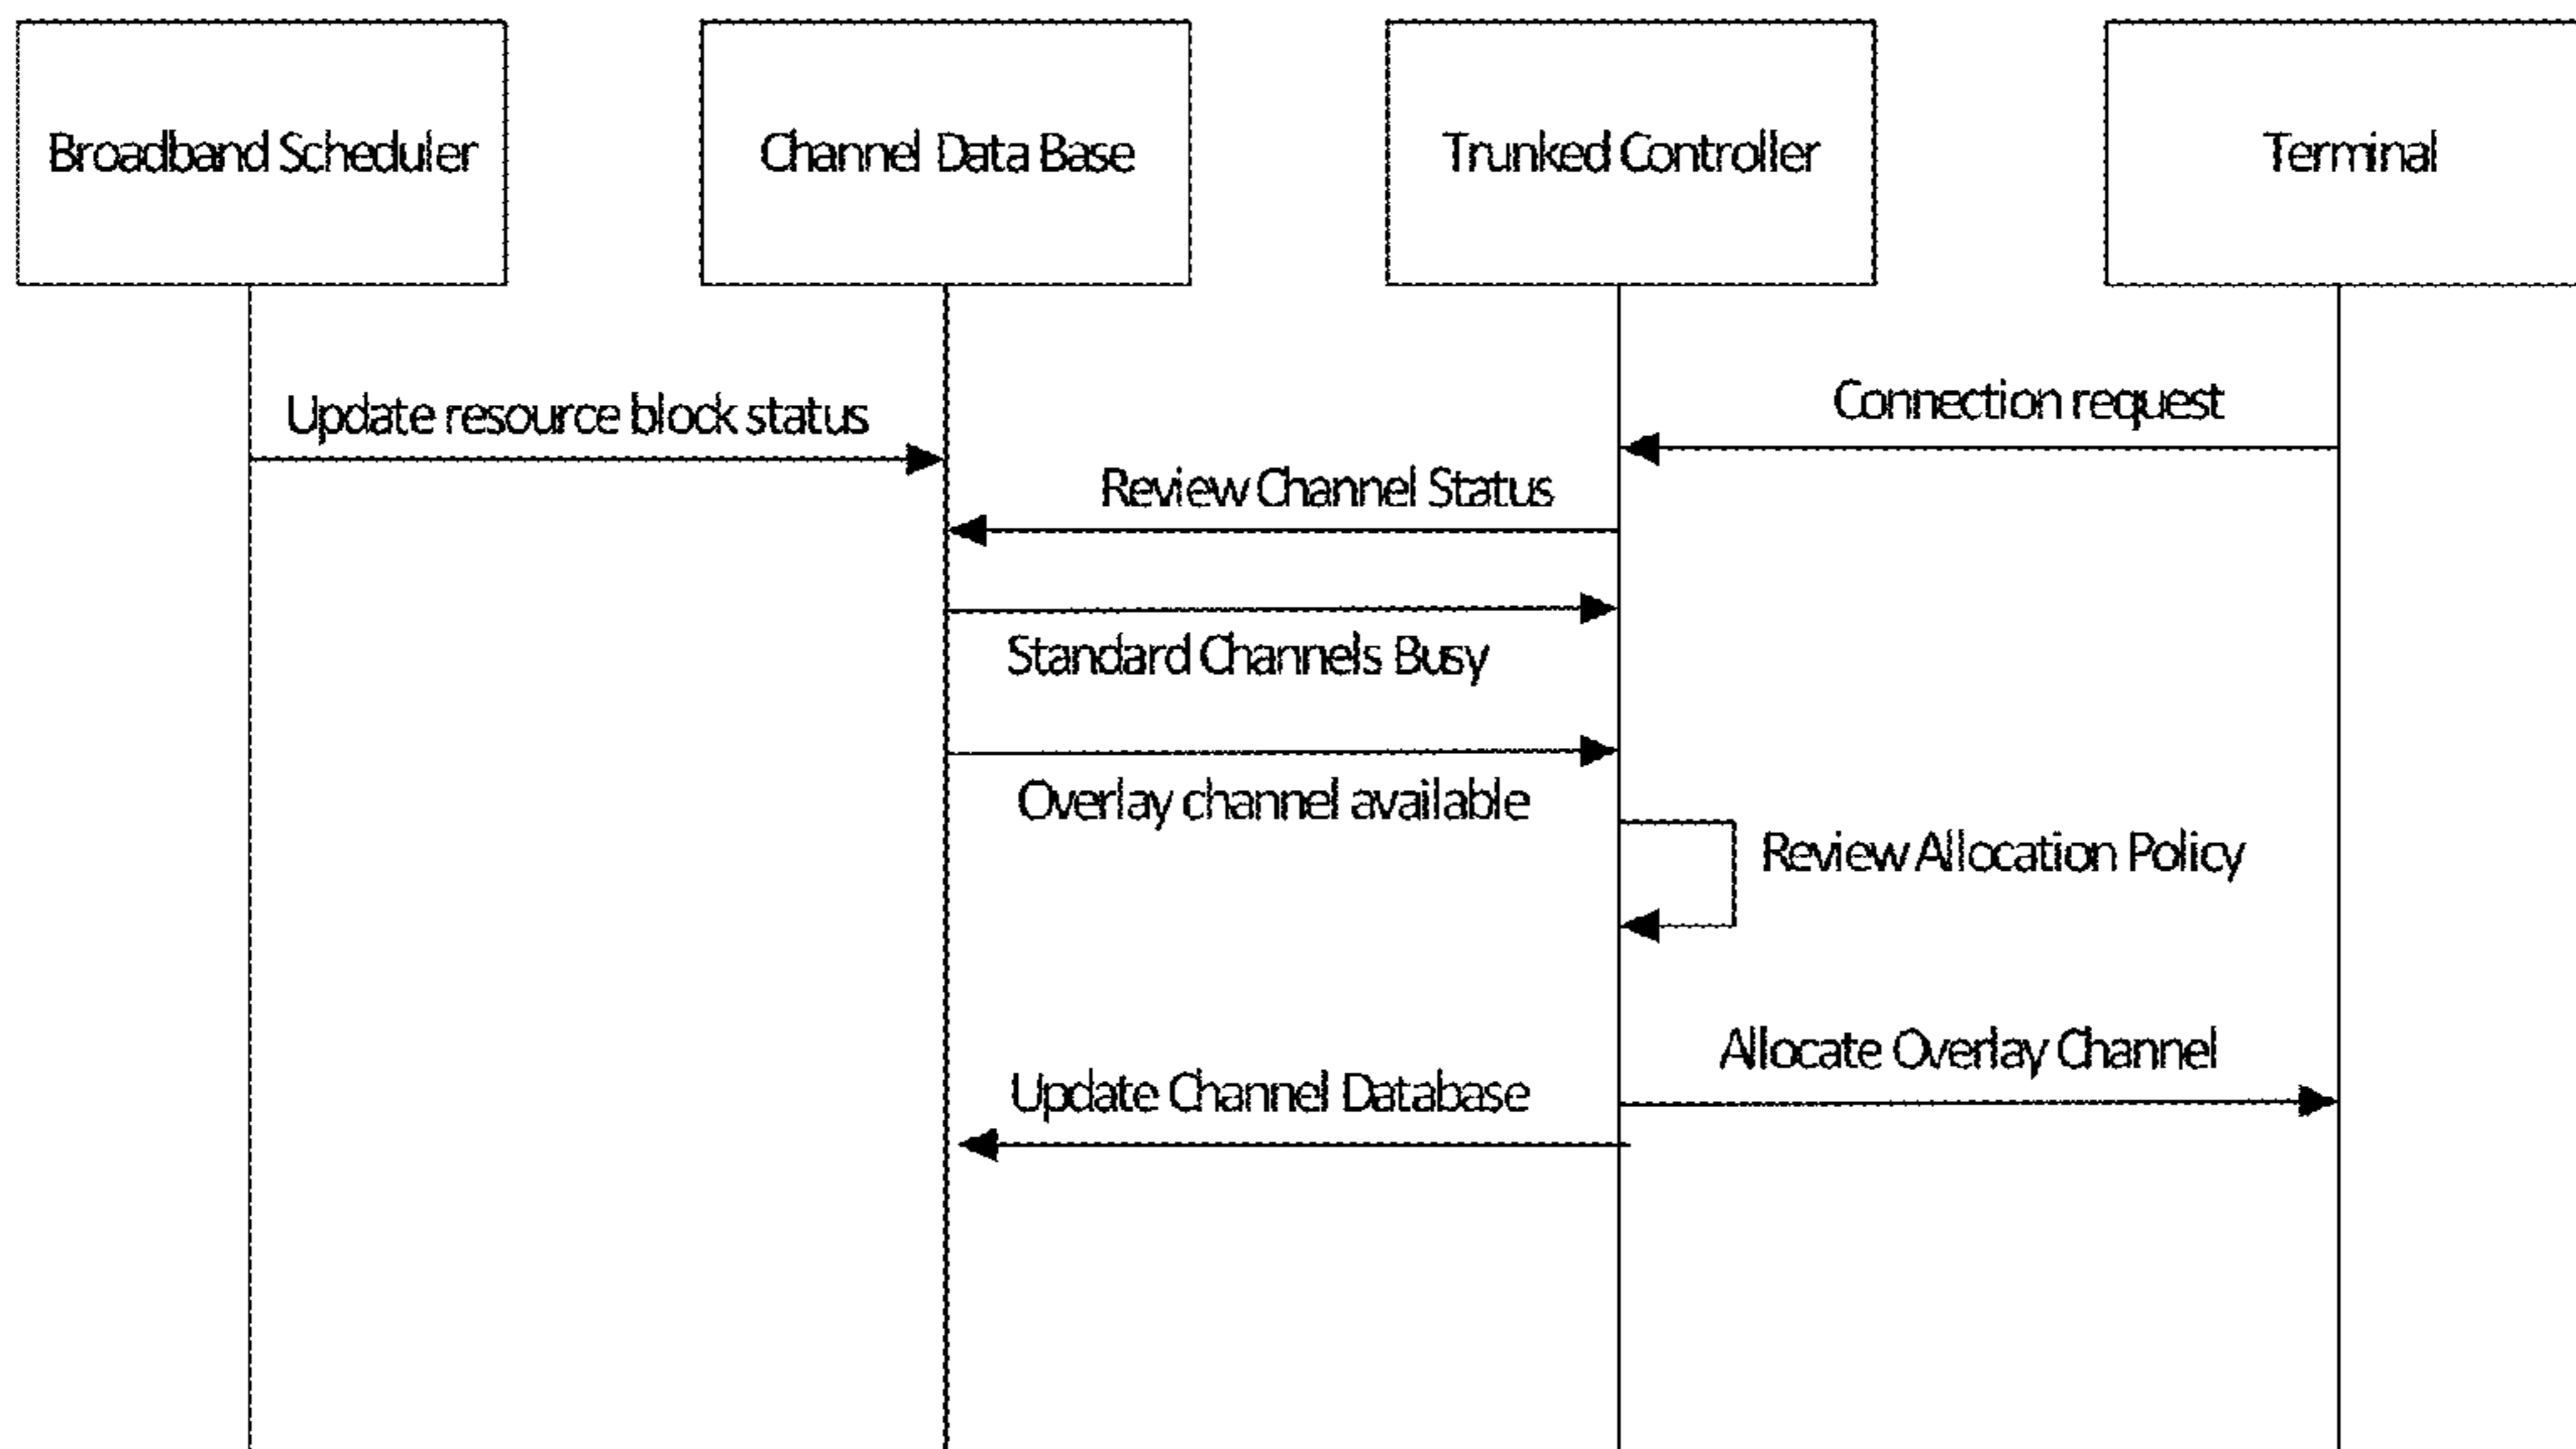 Broadband Scheduler
Channel Data Base
Trunked Controller
Terminal
Update resource block status
Connection request
Review Channel Status
Standard Channels Busy
Overlay channel available
Review Allocation Policy
Allocate Overlay Channel
Update Channel Database